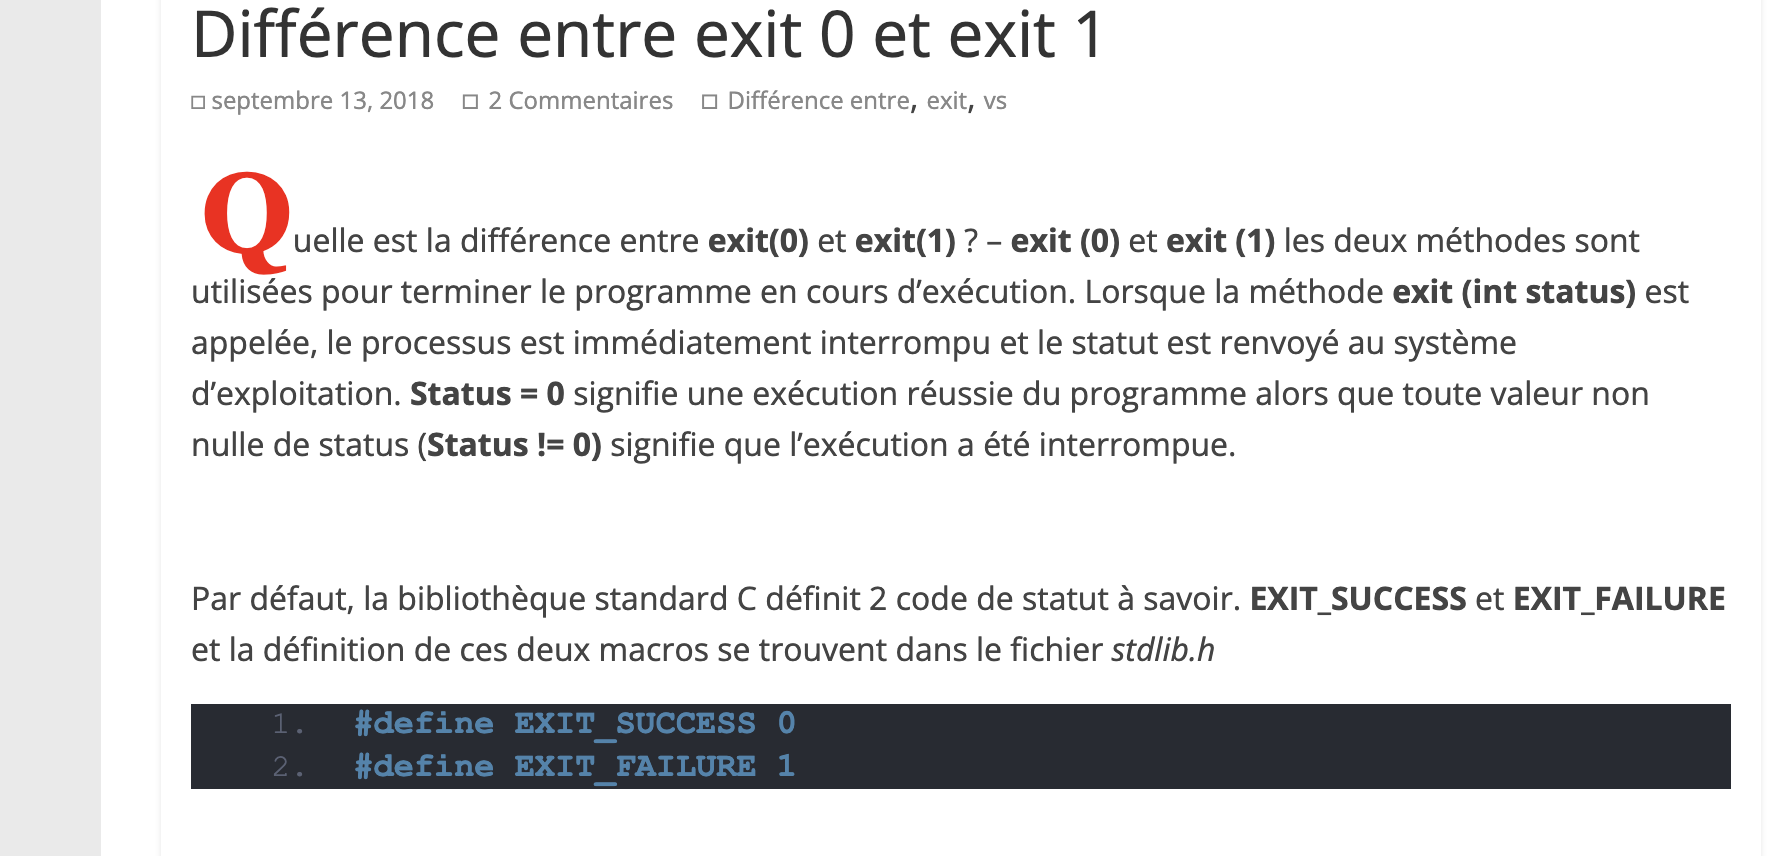 Différence entre exit 0 et exit 1
septembre 13, 2018 2 Commentaires Différence entre, exit, vs
Quelle est la différence entre exit(0) et exit(1) ? – exit (0) et exit (1) les deux méthodes sont
utilisées pour terminer le programme en cours d’exécution. Lorsque la méthode exit (int status) est
appelée, le processus est immédiatement interrompu et le statut est renvoyé au système
d’exploitation. Status = 0 signifie une exécution réussie du programme alors que toute valeur non
nulle de status (Status != 0) signifie que l’exécution a été interrompue.
Par défaut, la bibliothèque standard C définit 2 code de statut à savoir. EXIT_SUCCESS et EXIT_FAILURE
et la définition de ces deux macros se trouvent dans le fichier stdlib.h
1. #define EXIT_SUCCESS 0
2. #define EXIT_FAILURE 1